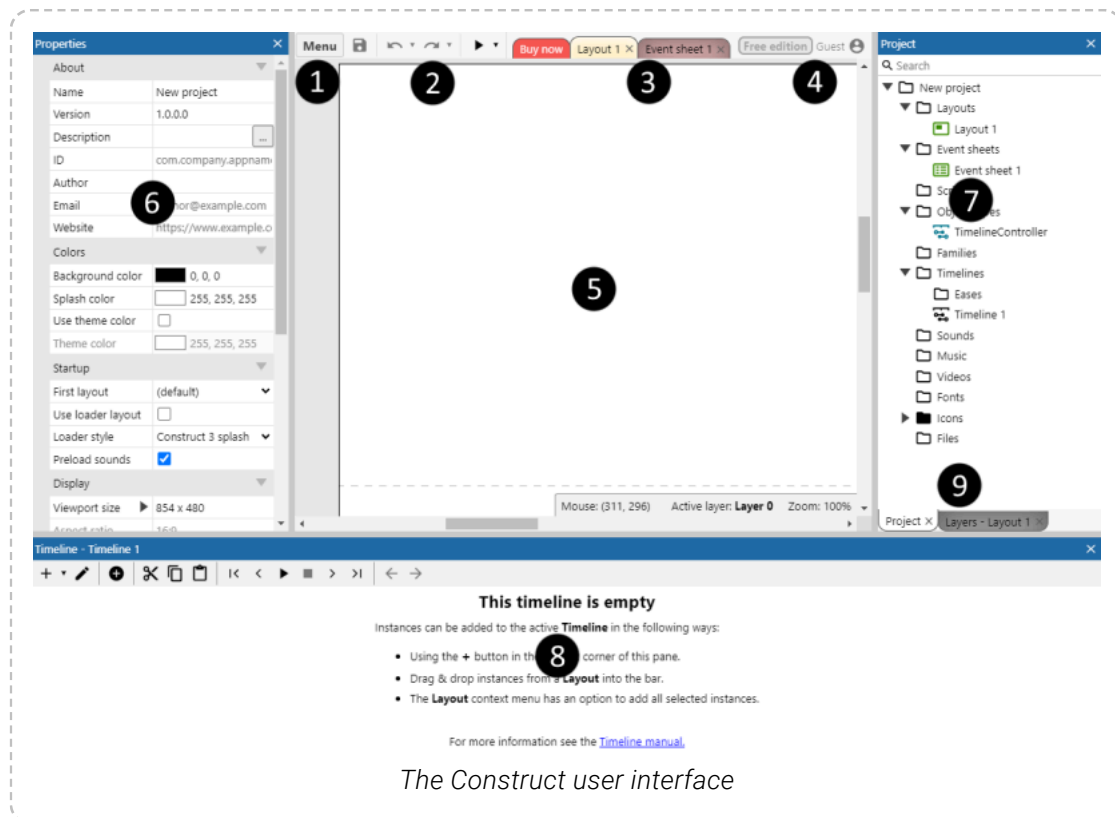 Properties
About
Name New project
Version 1.0.0.0
Description ...
ID com.company.appnam
Author
Email hor@example.com
Website https://www.example.c
Colors
Background color 0, 0, 0
Splash color 255, 255, 255
Use theme color
Theme color 255, 255, 255
Startup
First layout (default)
Use loader layout
Loader style Construct 3 splash
Preload sounds
Display
Viewport size 854 x 480
Aspect ratio 16:9
6
Menu Buy now Layout 1 × Event sheet 1 × Free edition Guest
1 2 3 4
5
Mouse: (311, 296) Active layer: Layer 0 Zoom: 100%
Project
Search
New project
Layouts
Layout 1
Event sheets
Event sheet 1
7
TimelineController
Families
Timelines
Eases
Timeline 1
Sounds
Music
Videos
Fonts
Icons
Files
9
Project × Layers - Layout 1 ×
Timeline - Timeline 1
This timeline is empty
Instances can be added to the active Timeline in the following ways:
• Using the + button in the corner of this pane.
8
• Drag & drop instances from a Layout into the bar.
• The Layout context menu has an option to add all selected instances.
For more information see the Timeline manual.
The Construct user interface